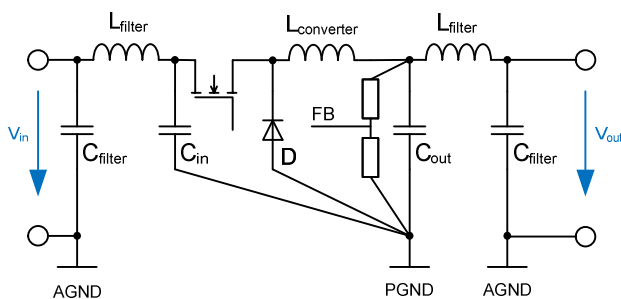 Lfilter
Lconverter
Lfilter
Vin
Cfilter
Cin
D
FB
Cout
Cfilter
Vout
AGND
PGND
AGND